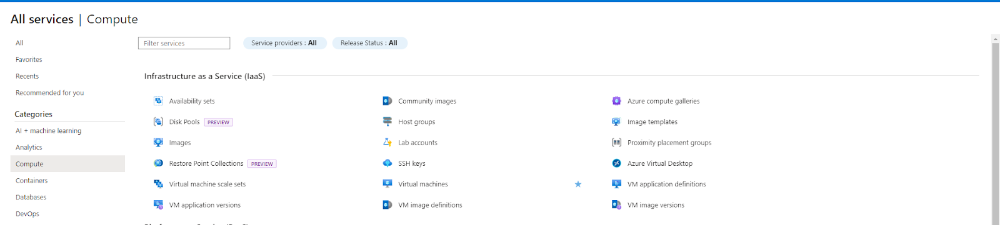 All services | Compute
All
Favorites
Recents
Recommended for you
Categories
AI + machine learning
Analytics
Compute
Containers
Databases
DevOps
Filter services
Service providers : All
Release Status : All
Infrastructure as a Service (IaaS)
Availability sets
Community images
Azure compute galleries
Disk Pools PREVIEW
Host groups
Image templates
Images
Lab accounts
Proximity placement groups
Restore Point Collections PREVIEW
SSH keys
Azure Virtual Desktop
Virtual machine scale sets
Virtual machines
VM application definitions
VM application versions
VM image definitions
VM image versions